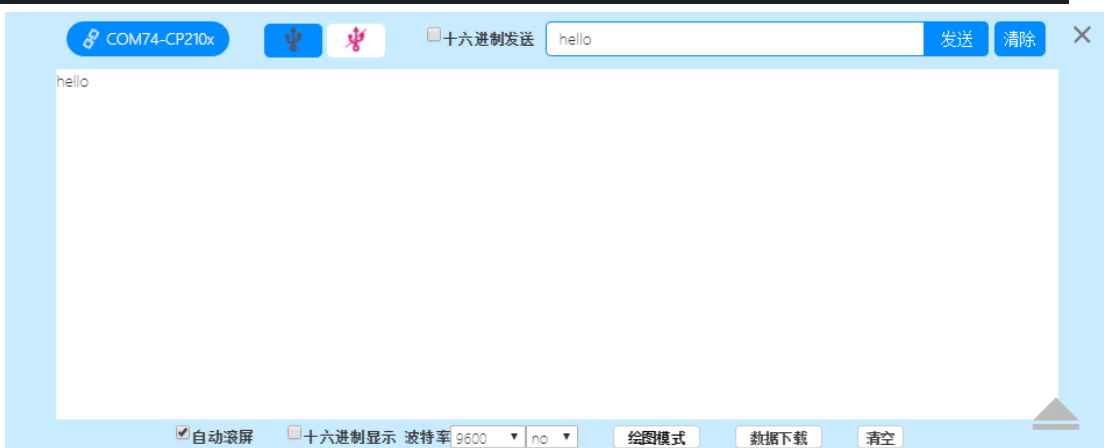 COM74-CP210x 十六进制发送 hello 发送 清除
hello
自动滚屏 十六进制显示 波特率 9600 no 绘图模式 数据下载 清空